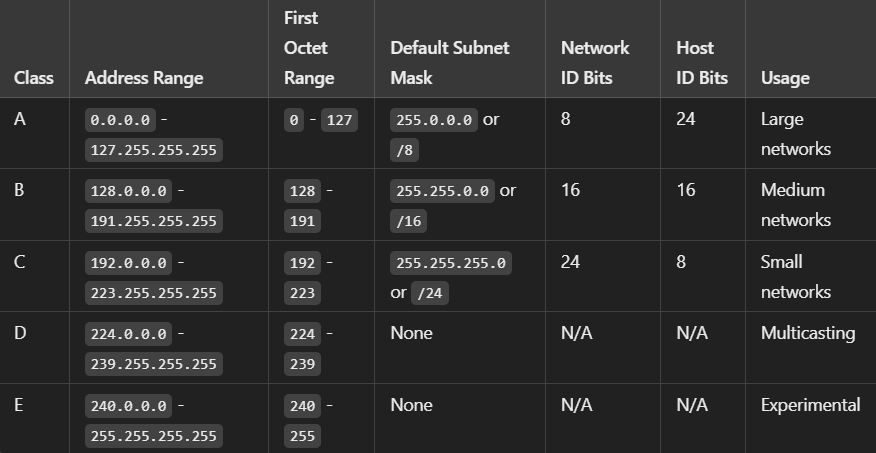 Class Address Range First Octet Range Default Subnet Mask Network ID Bits Host ID Bits Usage
A 0.0.0.0 - 127.255.255.255 0 - 127 255.0.0.0 or /8 8 24 Large networks
B 128.0.0.0 - 191.255.255.255 128 - 191 255.255.0.0 or /16 16 16 Medium networks
C 192.0.0.0 - 223.255.255.255 192 - 223 255.255.255.0 or /24 24 8 Small networks
D 224.0.0.0 - 239.255.255.255 224 - 239 None N/A N/A Multicasting
E 240.0.0.0 - 255.255.255.255 240 - 255 None N/A N/A Experimental